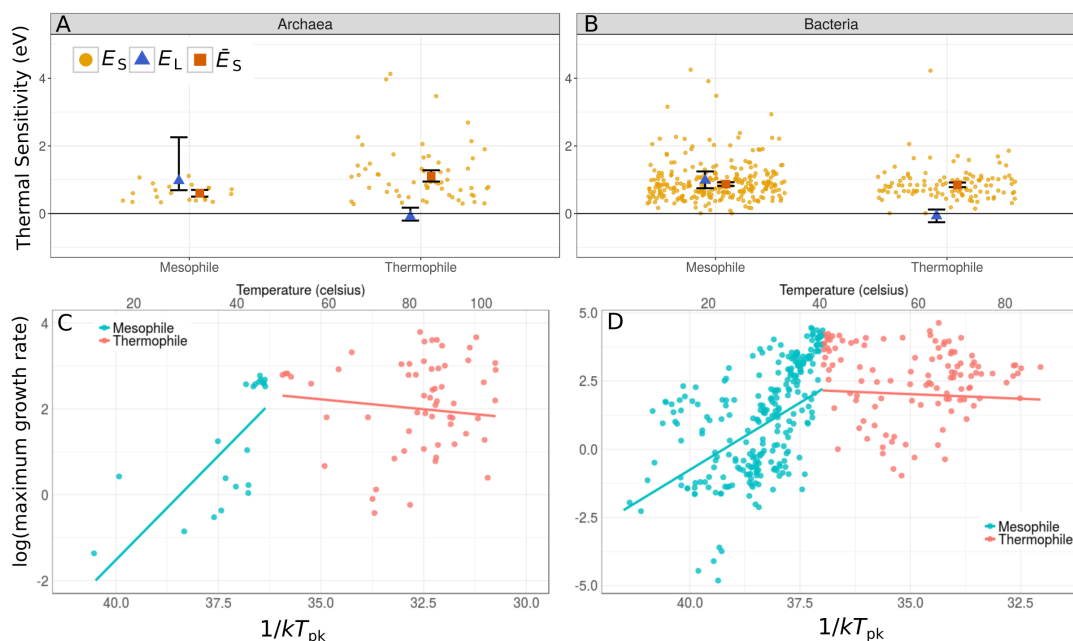 A Archaea
B Bacteria
E_S E_L Ē_S
Thermal Sensitivity (eV)
4
2
0
Mesophile Thermophile
Mesophile Thermophile
Temperature (celsius)
20 40 60 80 100
C
Mesophile
Thermophile
4
2
0
-2
40.0 37.5 35.0 32.5 30.0
1/kT_pk
log(maximum growth rate)
Temperature (celsius)
20 40 60 80
D
5.0
2.5
0.0
-2.5
-5.0
Mesophile
Thermophile
40.0 37.5 35.0 32.5
1/kT_pk